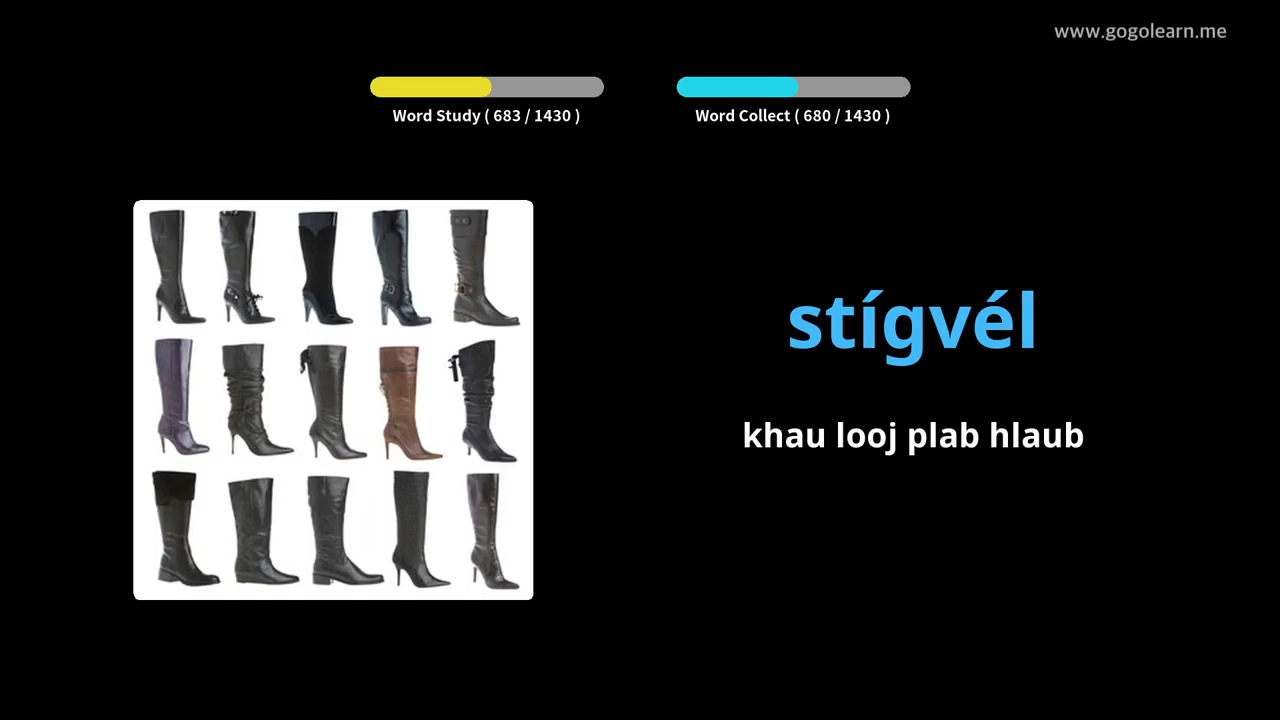 www.gogolearn.me
Word Study ( 683 / 1430 )
Word Collect ( 680 / 1430 )
stígvél
khau looj plab hlaub